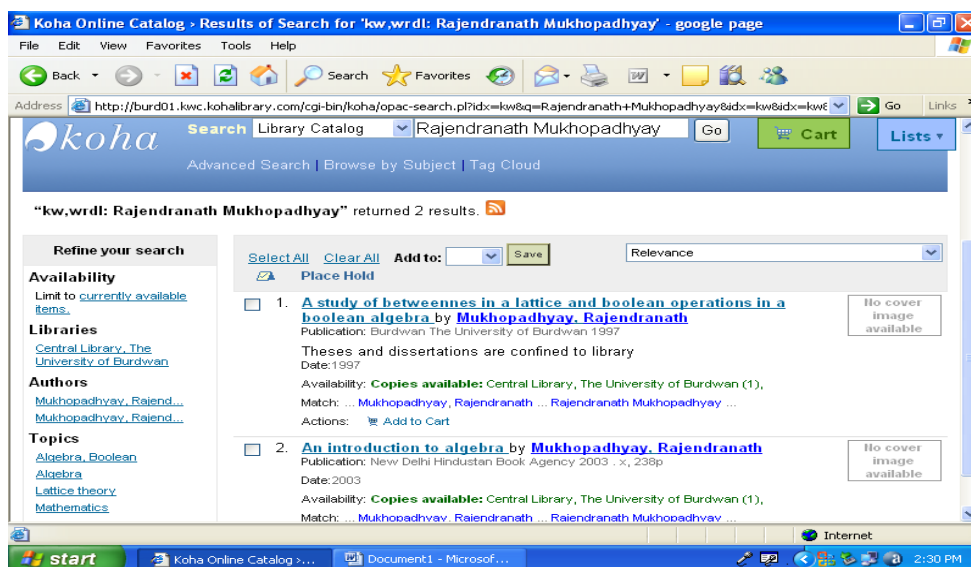 Koha Online Catalog › Results of Search for 'kw,wrdl: Rajendranath Mukhopadhyay' - google page
File Edit View Favorites Tools Help
Back Search Favorites
Address http://burd01.kwc.kohalibrary.com/cgi-bin/koha/opac-search.pl?idx=kw&q=Rajendranath+Mukhopadhyay&idx=kw&idx=kw& Go Links
koha Search Library Catalog Rajendranath Mukhopadhyay Go Cart Lists
Advanced Search | Browse by Subject | Tag Cloud
“kw,wrdl: Rajendranath Mukhopadhyay” returned 2 results.
Refine your search
Availability
Limit to currently available
items.
Libraries
Central Library, The
University of Burdwan
Authors
Mukhopadhyay, Rajend...
Mukhopadhyay, Rajend...
Topics
Algebra, Boolean
Algebra
Lattice theory
Mathematics
Select All Clear All Add to: Save Relevance
Place Hold
1. A study of betweennes in a lattice and boolean operations in a
boolean algebra by Mukhopadhyay, Rajendranath
Publication: Burdwan The University of Burdwan 1997
Theses and dissertations are confined to library
Date:1997
Availability: Copies available: Central Library, The University of Burdwan (1),
Match: ... Mukhopadhyay, Rajendranath ... Rajendranath Mukhopadhyay ...
Actions: Add to Cart
No cover
image
available
2. An introduction to algebra by Mukhopadhyay, Rajendranath
Publication: New Delhi Hindustan Book Agency 2003 . x, 238p
Date:2003
Availability: Copies available: Central Library, The University of Burdwan (1),
Match: ... Mukhopadhyay, Rajendranath ... Rajendranath Mukhopadhyay ...
No cover
image
available
Internet
start Koha Online Catalog ›... Document1 - Microsof... 2:30 PM